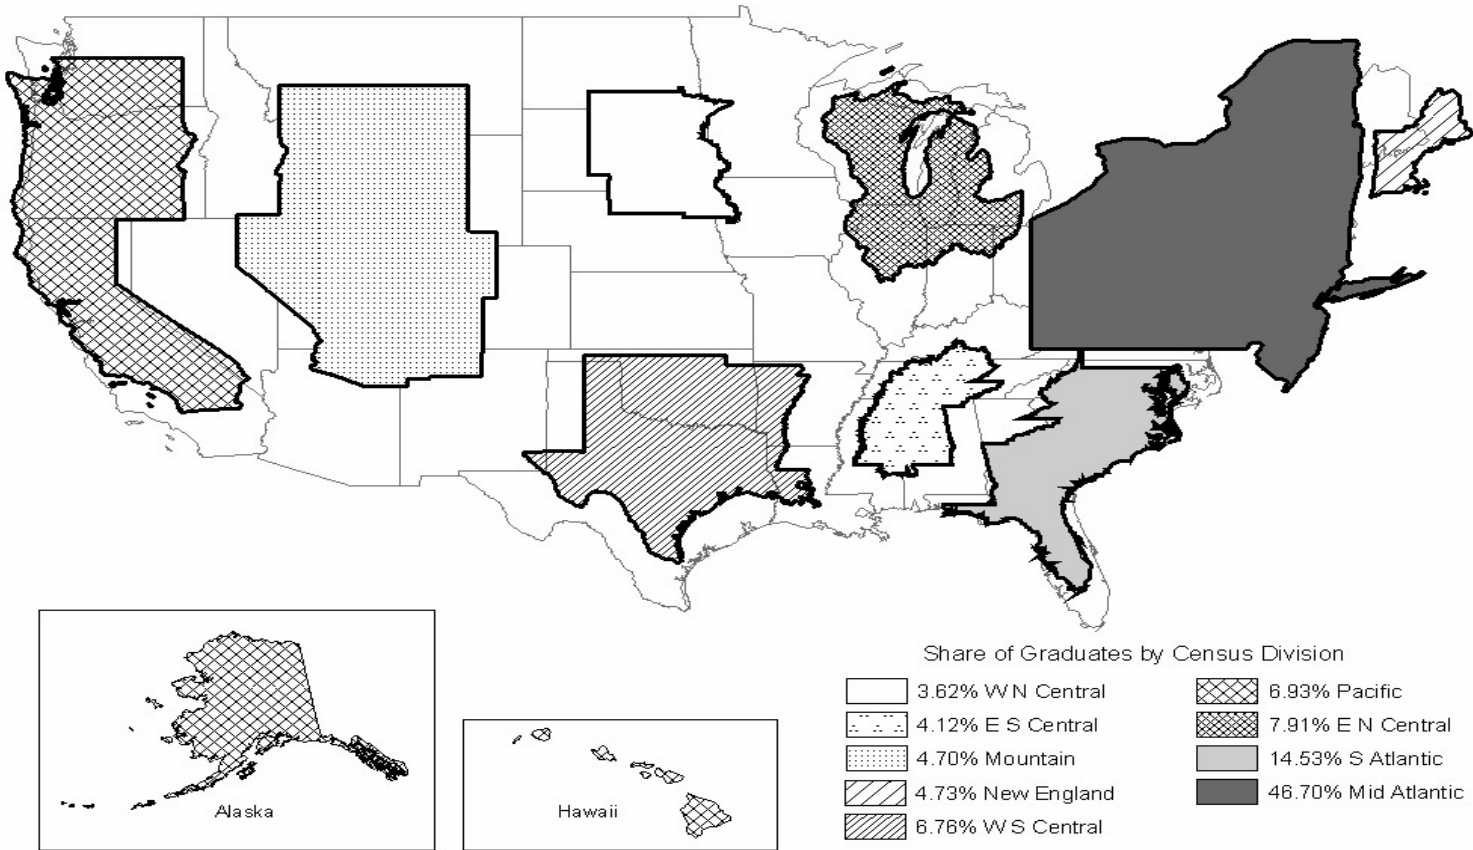 Share of Graduates by Census Division
3.62% W N Central
4.12% E S Central
4.70% Mountain
4.73% New England
6.76% W S Central
6.93% Pacific
7.91% E N Central
14.53% S Atlantic
46.70% Mid Atlantic
Alaska
Hawaii